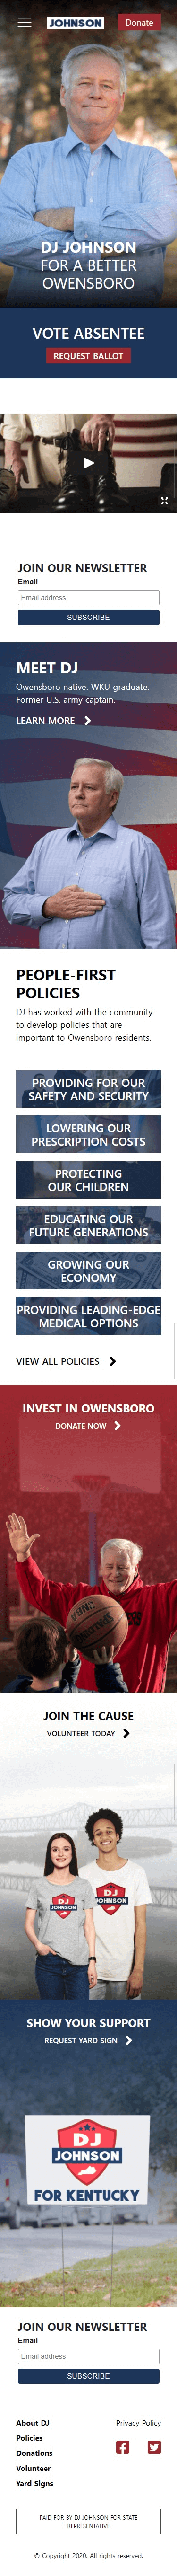 JOHNSON
Donate
DJ JOHNSON
FOR A BETTER
OWENSBORO
VOTE ABSENTEE
REQUEST BALLOT
JOIN OUR NEWSLETTER
Email
Email address
SUBSCRIBE
MEET DJ
Owensboro native. WKU graduate.
Former U.S. army captain.
LEARN MORE
PEOPLE-FIRST
POLICIES
DJ has worked with the community
to develop policies that are
important to Owensboro residents.
PROVIDING FOR OUR
SAFETY AND SECURITY
LOWERING OUR
PRESCRIPTION COSTS
PROTECTING
OUR CHILDREN
EDUCATING OUR
FUTURE GENERATIONS
GROWING OUR
ECONOMY
PROVIDING LEADING-EDGE
MEDICAL OPTIONS
VIEW ALL POLICIES
INVEST IN OWENSBORO
DONATE NOW
JOIN THE CAUSE
VOLUNTEER TODAY
DJ
JOHNSON
DJ
JOHNSON
SHOW YOUR SUPPORT
REQUEST YARD SIGN
DJ
JOHNSON
FOR KENTUCKY
JOIN OUR NEWSLETTER
Email
Email address
SUBSCRIBE
About DJ
Policies
Donations
Volunteer
Yard Signs
Privacy Policy
PAID FOR BY DJ JOHNSON FOR STATE
REPRESENTATIVE
© Copyright 2020. All rights reserved.